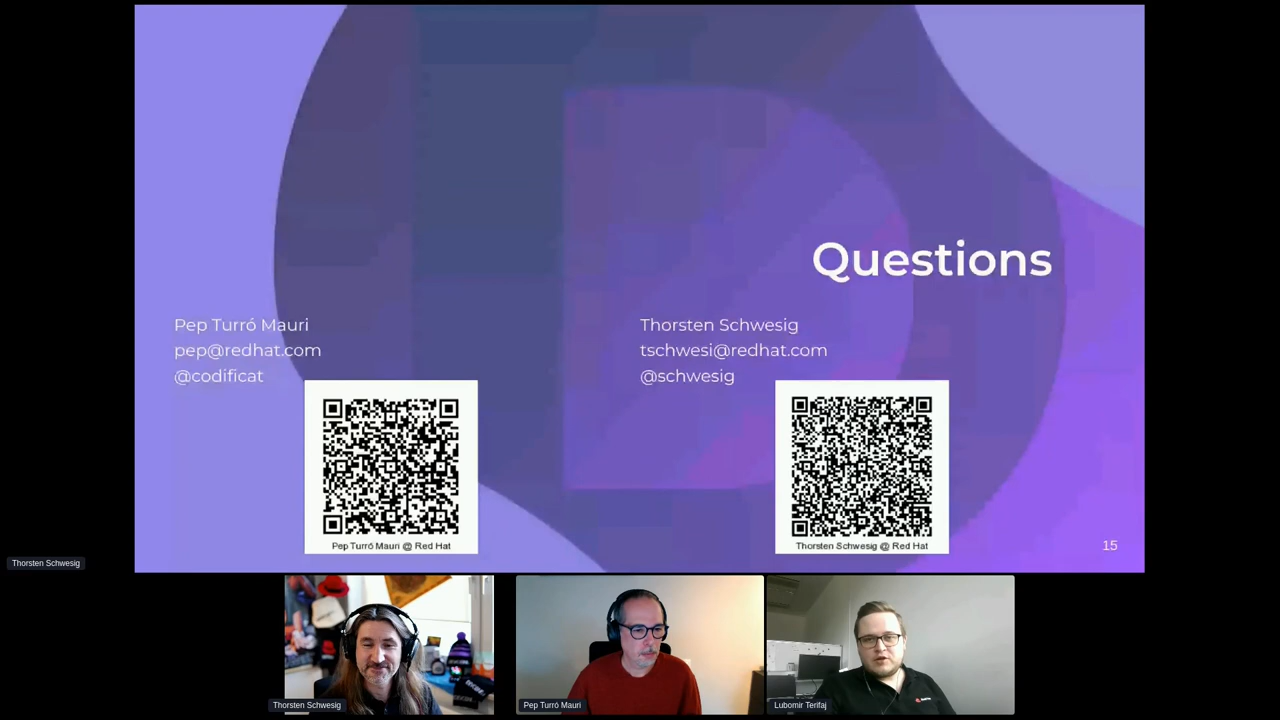 Questions
Pep Turró Mauri
pep@redhat.com
@codificat
Thorsten Schwesig
tschwesi@redhat.com
@schwesig
Pep Turró Mauri @ Red Hat
Thorsten Schwesig @ Red Hat
15
Thorsten Schwesig
Thorsten Schwesig
Pep Turró Mauri
Lubomir Terifaj